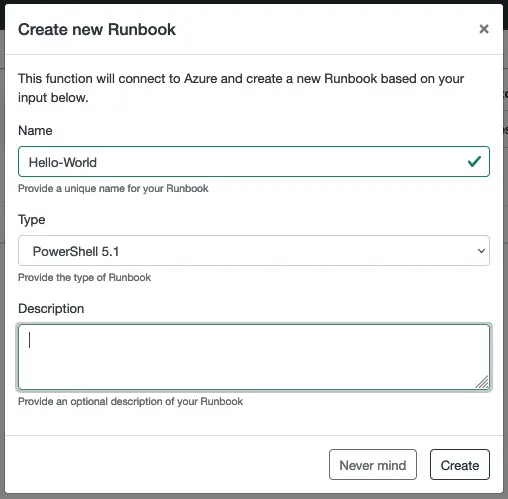 Create new Runbook
×
This function will connect to Azure and create a new Runbook based on your
input below.
Name
Hello-World
Provide a unique name for your Runbook
Type
PowerShell 5.1
Provide the type of Runbook
Description
Provide an optional description of your Runbook
Never mind
Create